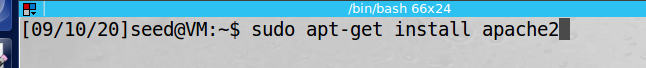 /bin/bash 66x24
[09/10/20]seed@VM:~$ sudo apt-get install apache2